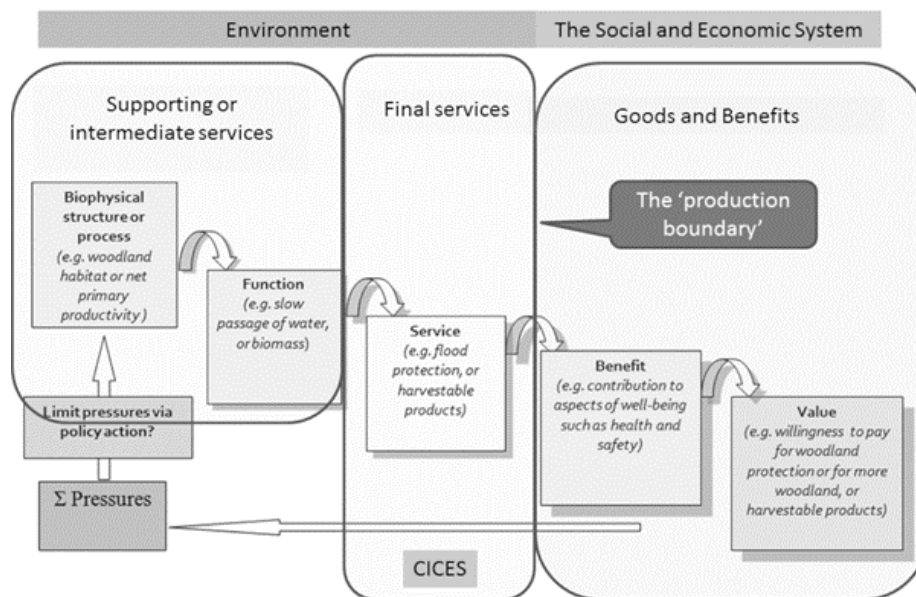 Environment
The Social and Economic System
Supporting or
intermediate services
Final services
Goods and Benefits
Biophysical
structure or
process
(e.g. woodland
habitat or net
primary
productivity )
The ‘production
boundary’
Function
(e.g. slow
passage of water,
or biomass)
Service
(e.g. flood
protection, or
harvestable
products)
Benefit
(e.g. contribution to
aspects of well-being
such as health and
safety)
Value
(e.g. willingness to pay
for woodland
protection or for more
woodland, or
harvestable products)
Limit pressures via
policy action?
Σ Pressures
CICES